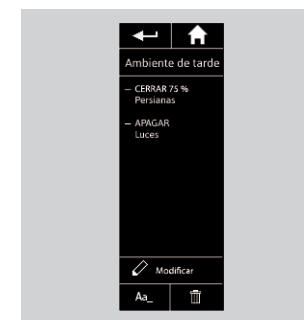 Ambiente de tarde
– CERRAR 75 %
Persianas
– APAGAR
Luces
Modificar
Aa_